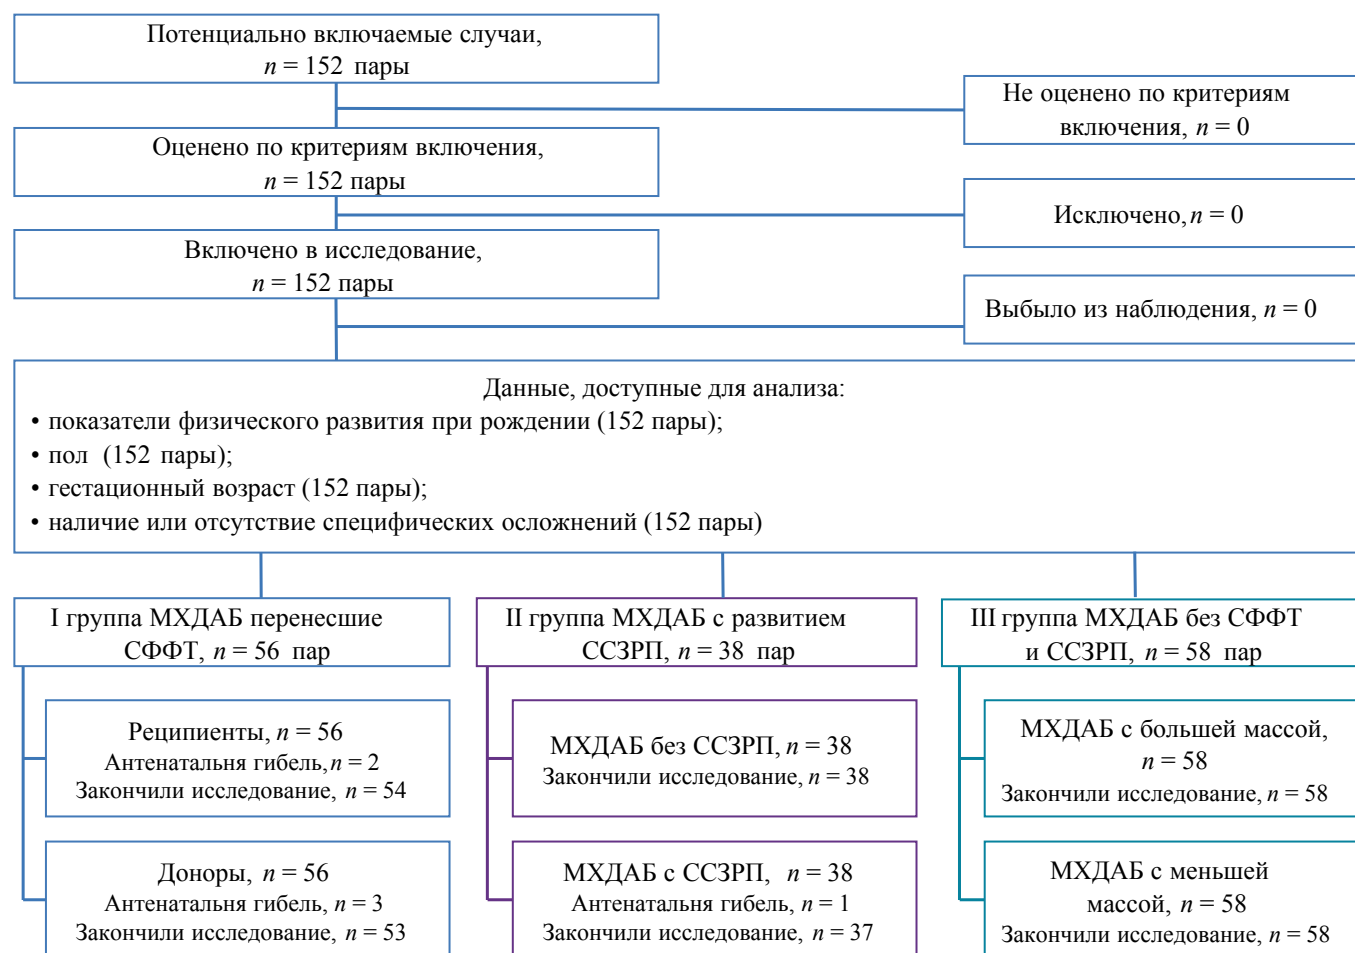 Потенциально включаемые случаи,
n = 152 пары
Не оценено по критериям
включения, n = 0
Оценено по критериям включения,
n = 152 пары
Исключено, n = 0
Включено в исследование,
n = 152 пары
Выбыло из наблюдения, n = 0
Данные, доступные для анализа:
• показатели физического развития при рождении (152 пары);
• пол (152 пары);
• гестационный возраст (152 пары);
• наличие или отсутствие специфических осложнений (152 пары)
I группа МХДАБ перенесшие
СФФТ, n = 56 пар
Реципиенты, n = 56
Антенатальня гибель, n = 2
Закончили исследование, n = 54
Доноры, n = 56
Антенатальня гибель, n = 3
Закончили исследование, n = 53
II группа МХДАБ с развитием
ССЗРП, n = 38 пар
МХДАБ без ССЗРП, n = 38
Закончили исследование, n = 38
МХДАБ с ССЗРП, n = 38
Антенатальня гибель, n = 1
Закончили исследование, n = 37
III группа МХДАБ без СФФТ
и ССЗРП, n = 58 пар
МХДАБ с большей массой,
n = 58
Закончили исследование, n = 58
МХДАБ с меньшей
массой, n = 58
Закончили исследование, n = 58